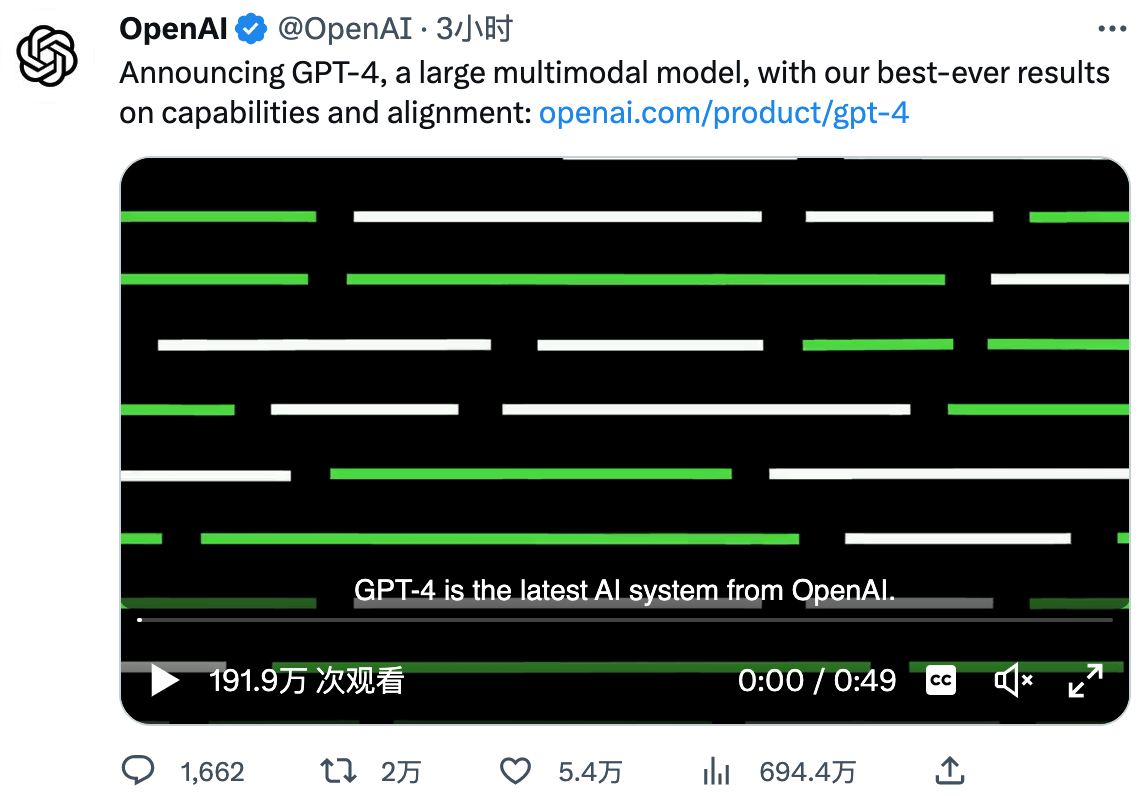 OpenAI @OpenAI · 3小时
Announcing GPT-4, a large multimodal model, with our best-ever results
on capabilities and alignment: openai.com/product/gpt-4
GPT-4 is the latest AI system from OpenAI.
191.9万 次观看 0:00 / 0:49 CC
1,662 2万 5.4万 694.4万